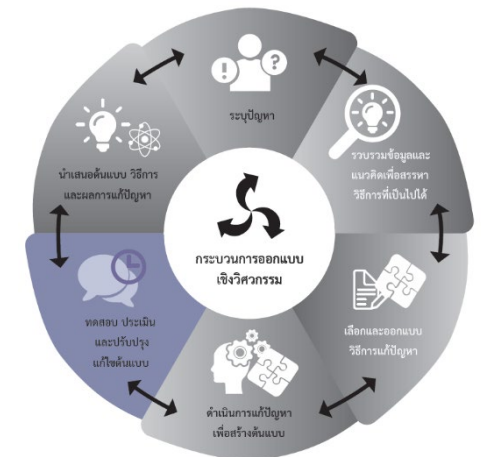 ระบุปัญหา
รวบรวมข้อมูลและ
แนวคิดเพื่อสรรหา
วิธีการที่เป็นไปได้
เลือกและออกแบบ
วิธีการแก้ปัญหา
ดำเนินการแก้ปัญหา
เพื่อสร้างต้นแบบ
ทดสอบ ประเมิน
และปรับปรุง
แก้ไขต้นแบบ
นำเสนอต้นแบบ วิธีการ
และผลการแก้ปัญหา
กระบวนการออกแบบ
เชิงวิศวกรรม